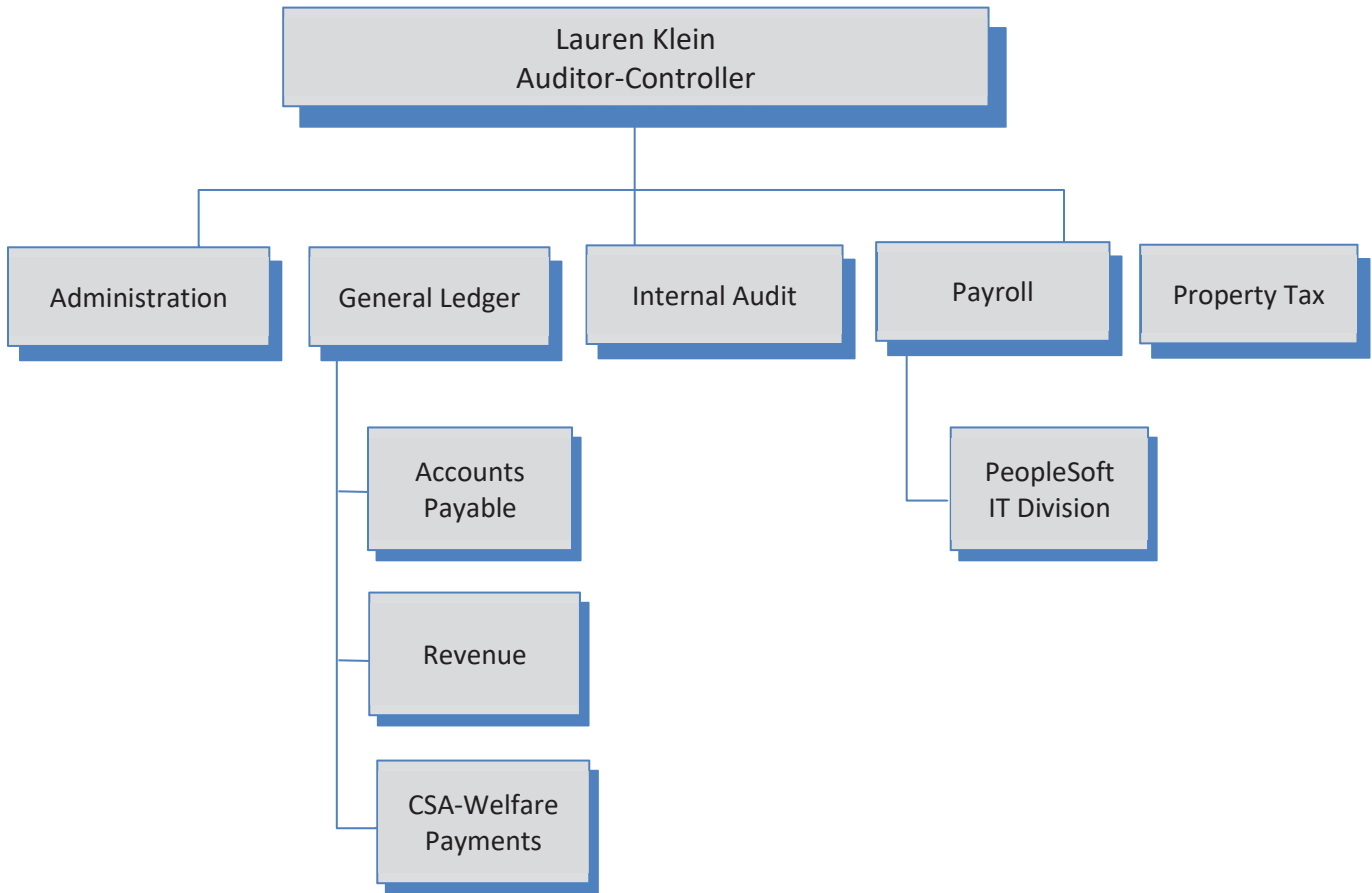 Lauren Klein
Auditor-Controller
Administration
General Ledger
Internal Audit
Payroll
Property Tax
Accounts
Payable
PeopleSoft
IT Division
Revenue
CSA-Welfare
Payments